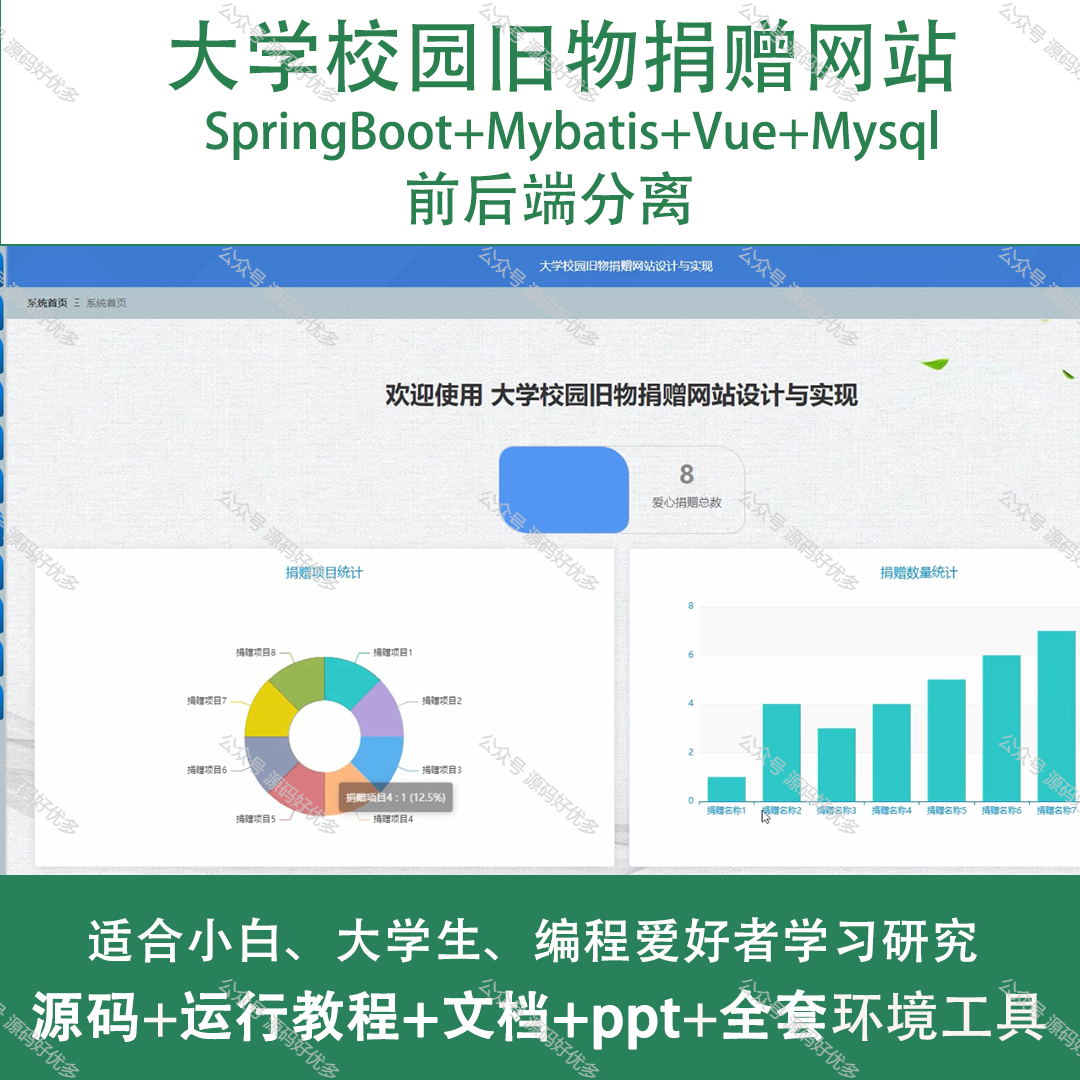 大学校园旧物捐赠网站
SpringBoot+Mybatis+Vue+Mysql
前后端分离
大学校园旧物捐赠网站设计与实现
系统首页 Ξ 系统首页
欢迎使用 大学校园旧物捐赠网站设计与实现
8
爱心捐赠总数
捐赠项目统计
捐赠项目8
捐赠项目1
捐赠项目7
捐赠项目2
捐赠项目6
捐赠项目3
捐赠项目4 : 1 (12.5%)
捐赠项目5
捐赠项目4
捐赠数量统计
8
6
4
2
0
捐赠名称1 捐赠名称2 捐赠名称3 捐赠名称4 捐赠名称5 捐赠名称6 捐赠名称7
适合小白、大学生、编程爱好者学习研究
源码+运行教程+文档+ppt+全套环境工具
公众号 源码好优多